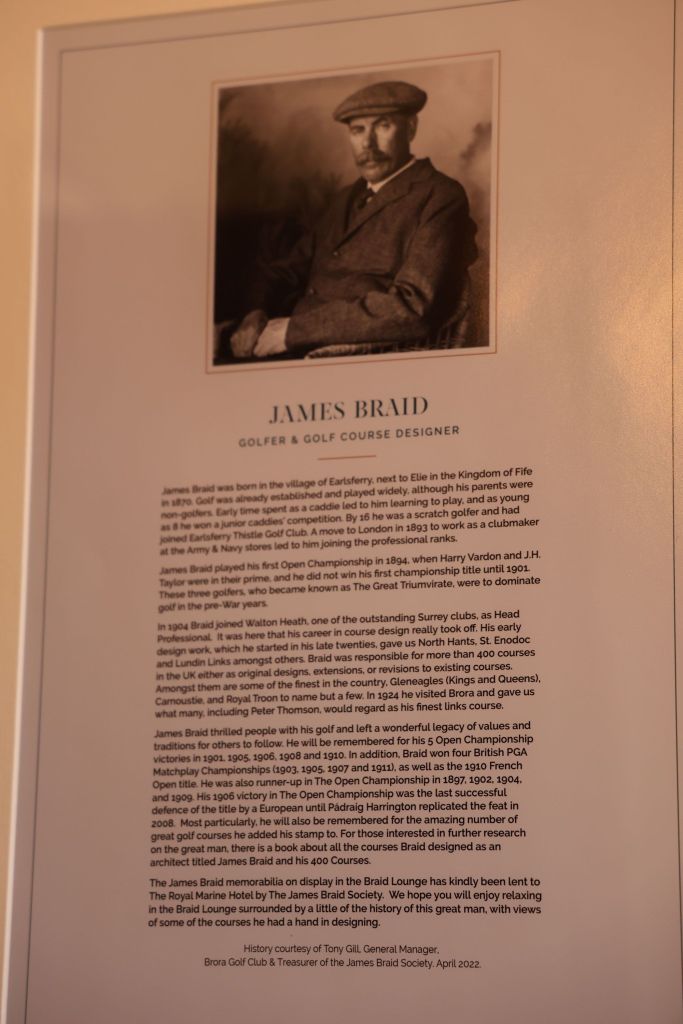 JAMES BRAID
GOLFER & GOLF COURSE DESIGNER
James Braid was born in the village of Earlsferry, next to Elie in the Kingdom of Fife
in 1870. Golf was already established and played widely, although his parents were
non-golfers. Early time spent as a caddie led to him learning to play, and as young
as 8 he won a junior caddies' competition. By 16 he was a scratch golfer and had
joined Earlsferry Thistle Golf Club. A move to London in 1893 to work as a clubmaker
at the Army & Navy stores led to him joining the professional ranks.
James Braid played his first Open Championship in 1894, when Harry Vardon and J.H.
Taylor were in their prime, and he did not win his first championship title until 1901.
These three golfers, who became known as The Great Triumvirate, were to dominate
golf in the pre-War years.
In 1904 Braid joined Walton Heath, one of the outstanding Surrey clubs, as Head
Professional. It was here that his career in course design really took off. His early
design work, which he started in his late twenties, gave us North Hants, St. Enodoc
and Lundin Links amongst others. Braid was responsible for more than 400 courses
in the UK either as original designs, extensions, or revisions to existing courses.
Amongst them are some of the finest in the country, Gleneagles (Kings and Queens),
Carnoustie, and Royal Troon to name but a few. In 1924 he visited Brora and gave us
what many, including Peter Thomson, would regard as his finest links course.
James Braid thrilled people with his golf and left a wonderful legacy of values and
traditions for others to follow. He will be remembered for his 5 Open Championship
victories in 1901, 1905, 1906, 1908 and 1910. In addition, Braid won four British PGA
Matchplay Championships (1903, 1905, 1907 and 1911), as well as the 1910 French
Open title. He was also runner-up in The Open Championship in 1897, 1902, 1904,
and 1909. His 1906 victory in The Open Championship was the last successful
defence of the title by a European until Pádraig Harrington replicated the feat in
2008. Most particularly, he will also be remembered for the amazing number of
great golf courses he added his stamp to. For those interested in further research
on the great man, there is a book about all the courses Braid designed as an
architect titled James Braid and his 400 Courses.
The James Braid memorabilia on display in the Braid Lounge has kindly been lent to
The Royal Marine Hotel by The James Braid Society. We hope you will enjoy relaxing
in the Braid Lounge surrounded by a little of the history of this great man, with views
of some of the courses he had a hand in designing.
History courtesy of Tony Gill, General Manager,
Brora Golf Club & Treasurer of the James Braid Society. April 2022.